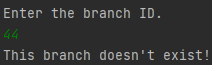 Enter the branch ID.
44
This branch doesn't exist!